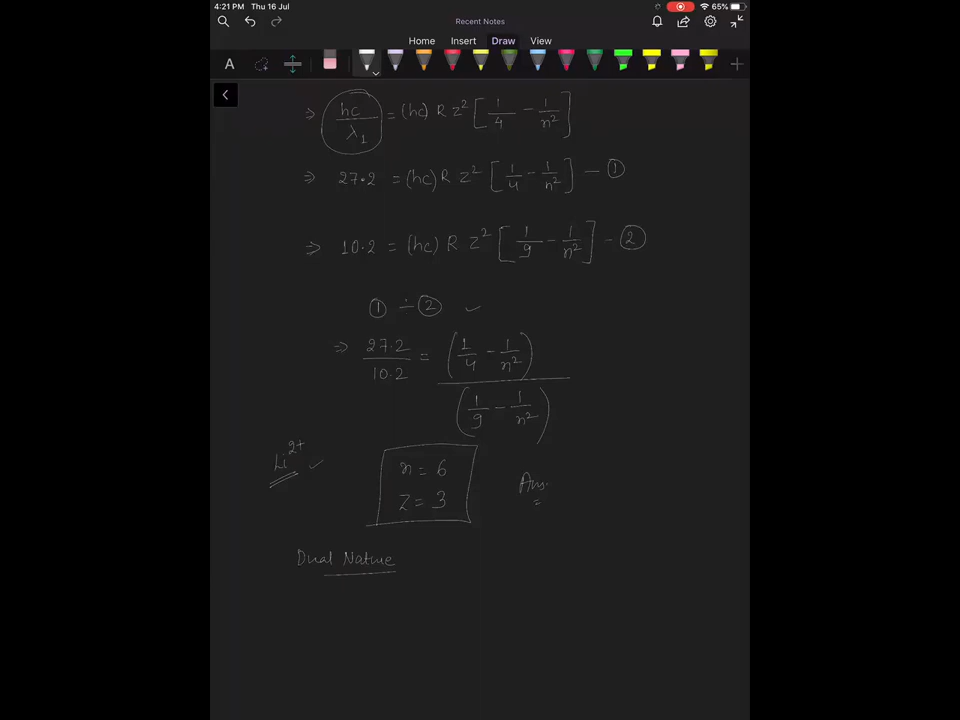 4:21 PM Thu 16 Jul
65%
Recent Notes
Home Insert Draw View
A
⇒ hc/λ₁ = (hc) R z² [1/4 − 1/n²]
⇒ 27.2 = (hc) R z² [1/4 − 1/n²] — ①
⇒ 10.2 = (hc) R z² [1/9 − 1/n²] — ②
① ÷ ② ✓
⇒ 27.2/10.2 = (1/4 − 1/n²)/(1/9 − 1/n²)
Li²⁺ ✓
n = 6
z = 3
Ans.
Dual Nature